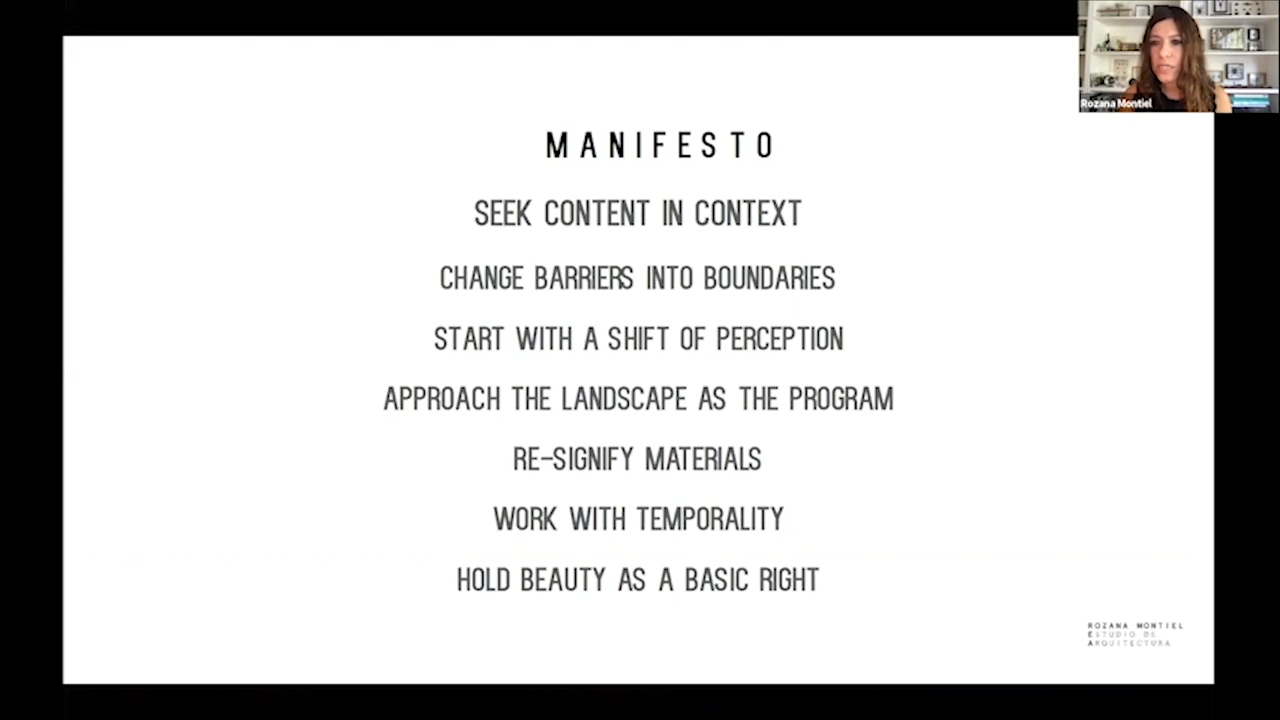 Rozana Montiel
MANIFESTO
SEEK CONTENT IN CONTEXT
CHANGE BARRIERS INTO BOUNDARIES
START WITH A SHIFT OF PERCEPTION
APPROACH THE LANDSCAPE AS THE PROGRAM
RE-SIGNIFY MATERIALS
WORK WITH TEMPORALITY
HOLD BEAUTY AS A BASIC RIGHT
ROZANA MONTIEL
ESTUDIO DE
ARQUITECTURA